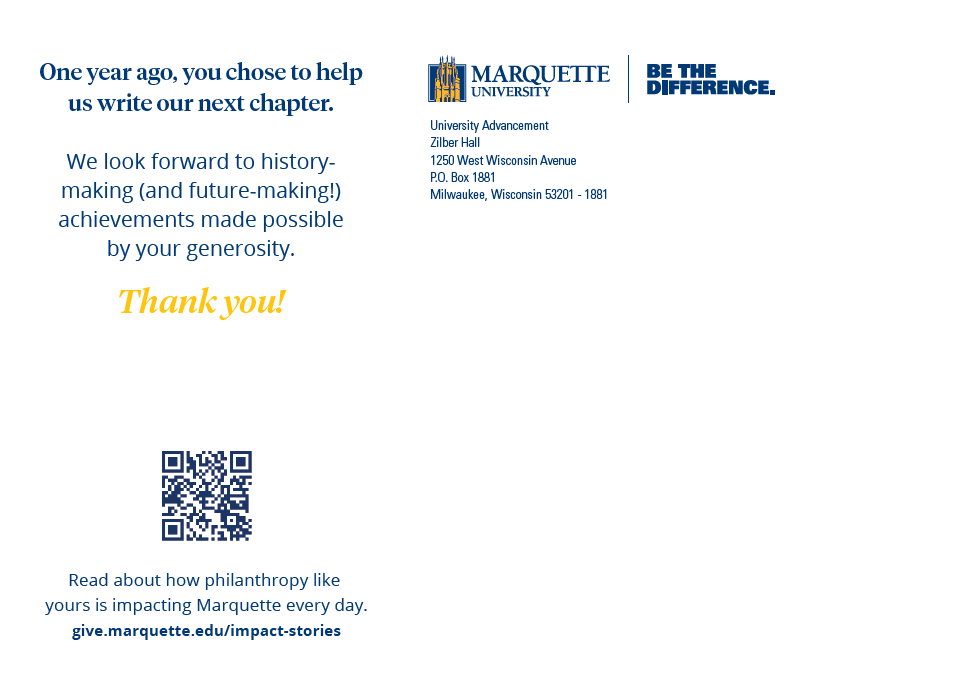 One year ago, you chose to help
us write our next chapter.
We look forward to history-
making (and future-making!)
achievements made possible
by your generosity.
Thank you!
Read about how philanthropy like
yours is impacting Marquette every day.
give.marquette.edu/impact-stories
MARQUETTE
UNIVERSITY
BE THE
DIFFERENCE.
University Advancement
Zilber Hall
1250 West Wisconsin Avenue
P.O. Box 1881
Milwaukee, Wisconsin 53201 - 1881